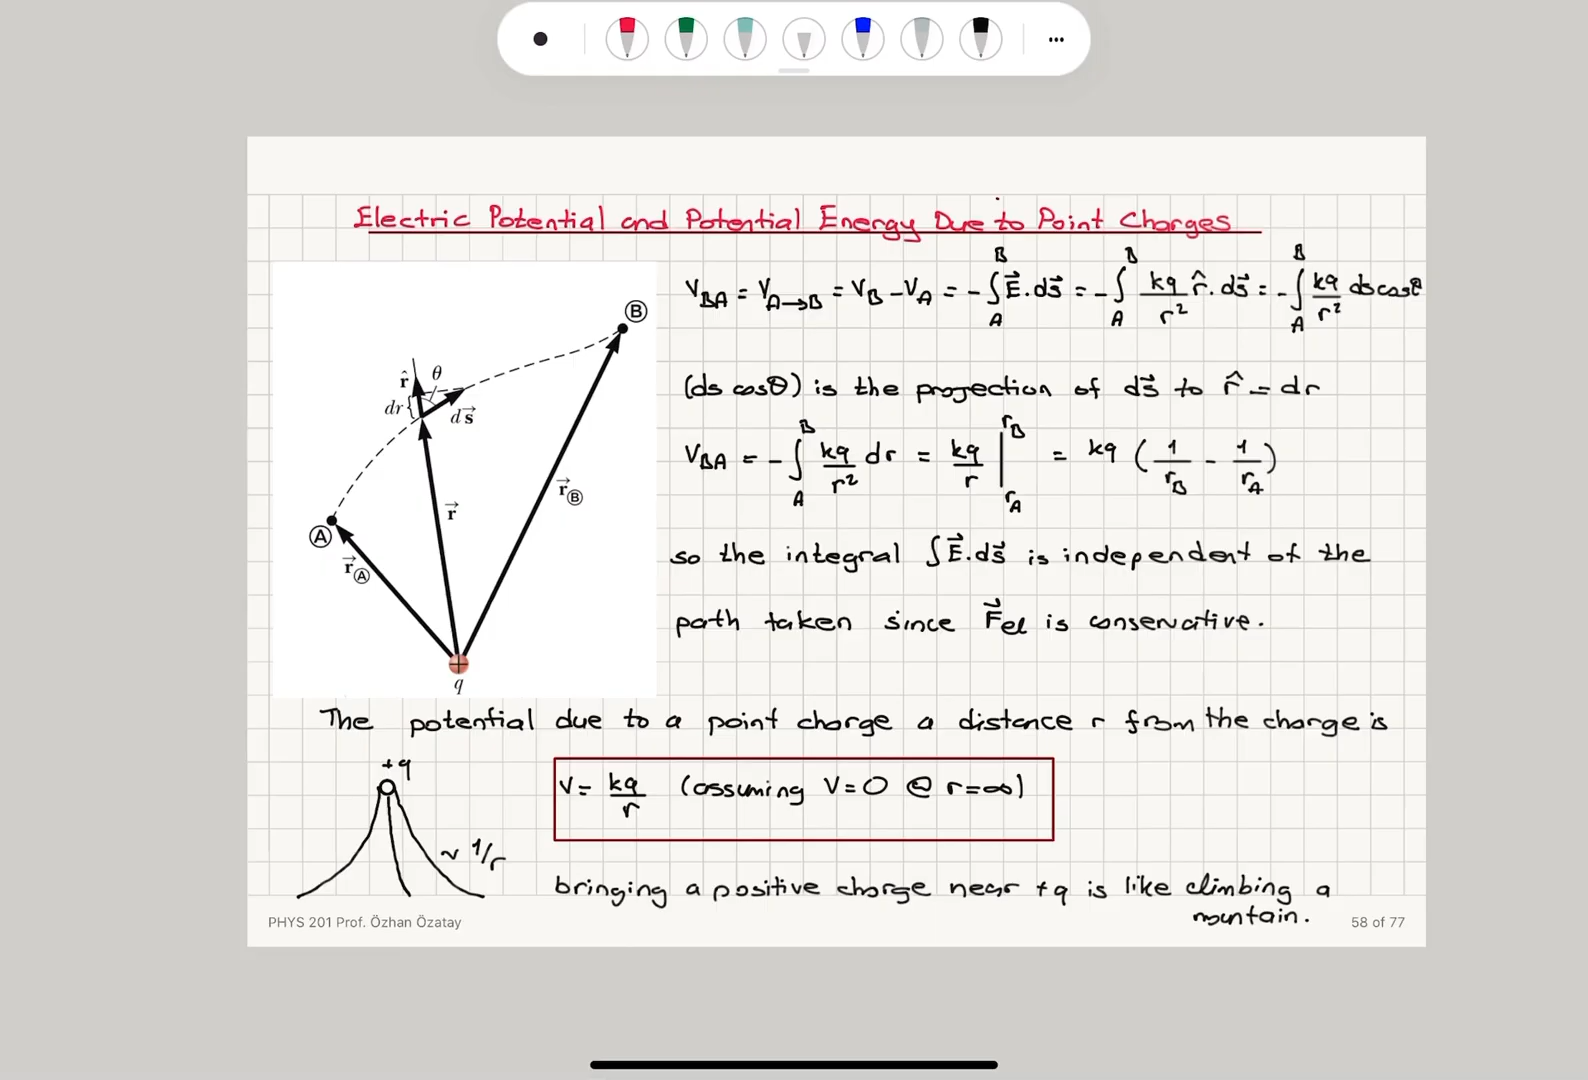 Electric Potential and Potential Energy Due to Point Charges
V_BA = V_A→B = V_B - V_A = - ∫_A^B E⃗.ds⃗ = - ∫_A^B kq/r² r̂.ds⃗ = - ∫_A^B kq/r² ds cosθ
(ds cosθ) is the projection of ds⃗ to r̂ = dr
V_BA = - ∫_A^B kq/r² dr = kq/r |_rA^rB = kq (1/r_B - 1/r_A)
so the integral ∫E⃗.ds⃗ is independent of the
path taken since F⃗el is conservative.
B
r̂
θ
dr
ds⃗
r⃗_B
r⃗
A
r⃗_A
q
The potential due to a point charge a distance r from the charge is
+q
V = kq/r (assuming V=0 @ r=∞)
~ 1/r
bringing a positive charge near +q is like climbing a
mountain.
PHYS 201 Prof. Özhan Özatay
58 of 77